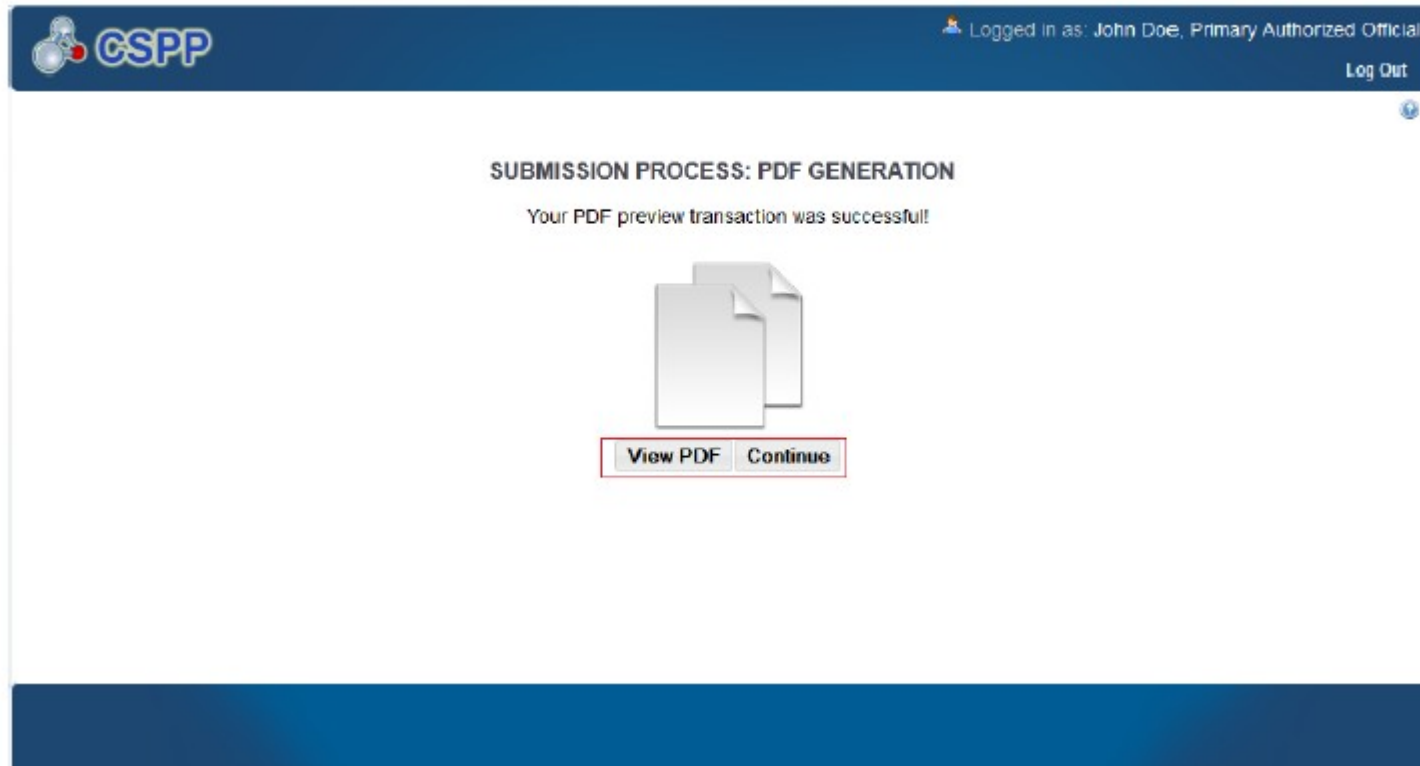 CSPP
Logged in as: John Doe, Primary Authorized Official
Log Out
SUBMISSION PROCESS: PDF GENERATION
Your PDF preview transaction was successful!
View PDF Continue